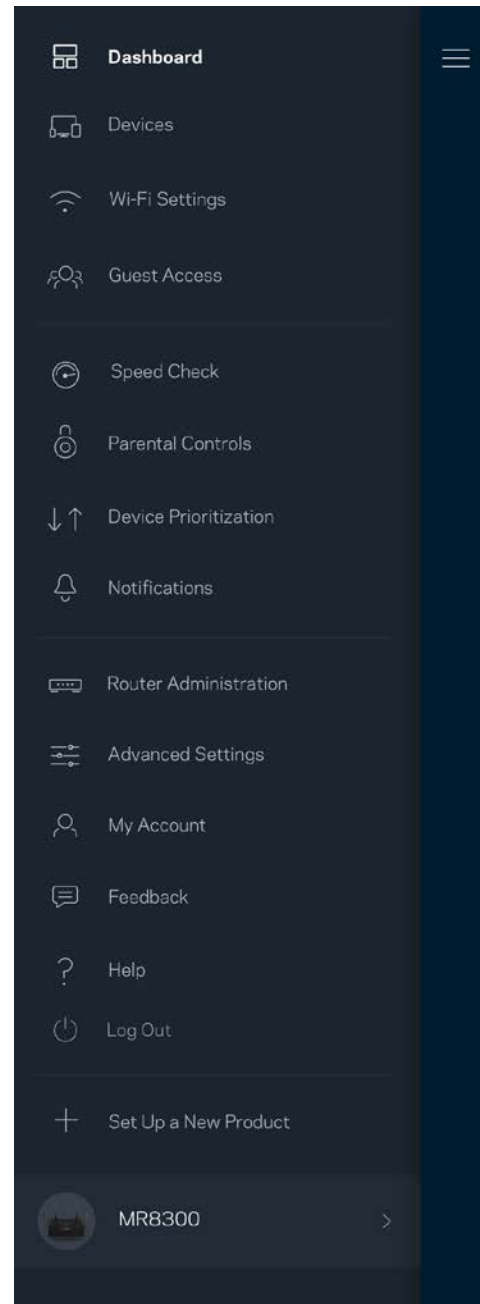 Dashboard
Devices
Wi-Fi Settings
Guest Access
Speed Check
Parental Controls
Device Prioritization
Notifications
Router Administration
Advanced Settings
My Account
Feedback
Help
Log Out
Set Up a New Product
MR8300